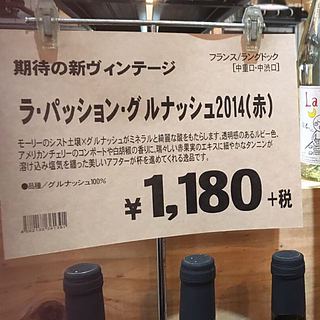 期待の新ヴィンテージ
フランス/ラングドック
[中重口・中渋口]
ラ・パッション・グルナッシュ2014(赤)
モーリーのシスト土壌×グルナッシュがミネラルと綺麗な酸をもたらします。透明感のあるルビー色、
アメリカンチェリーのコンポートや白胡椒の香りに、瑞々しい赤果実のエキスに細やかなタンニンが
溶け込み塩気を纏った美しいアフターが杯を進めてくれる逸品です。
●品種/グルナッシュ100%
¥1,180+税
La